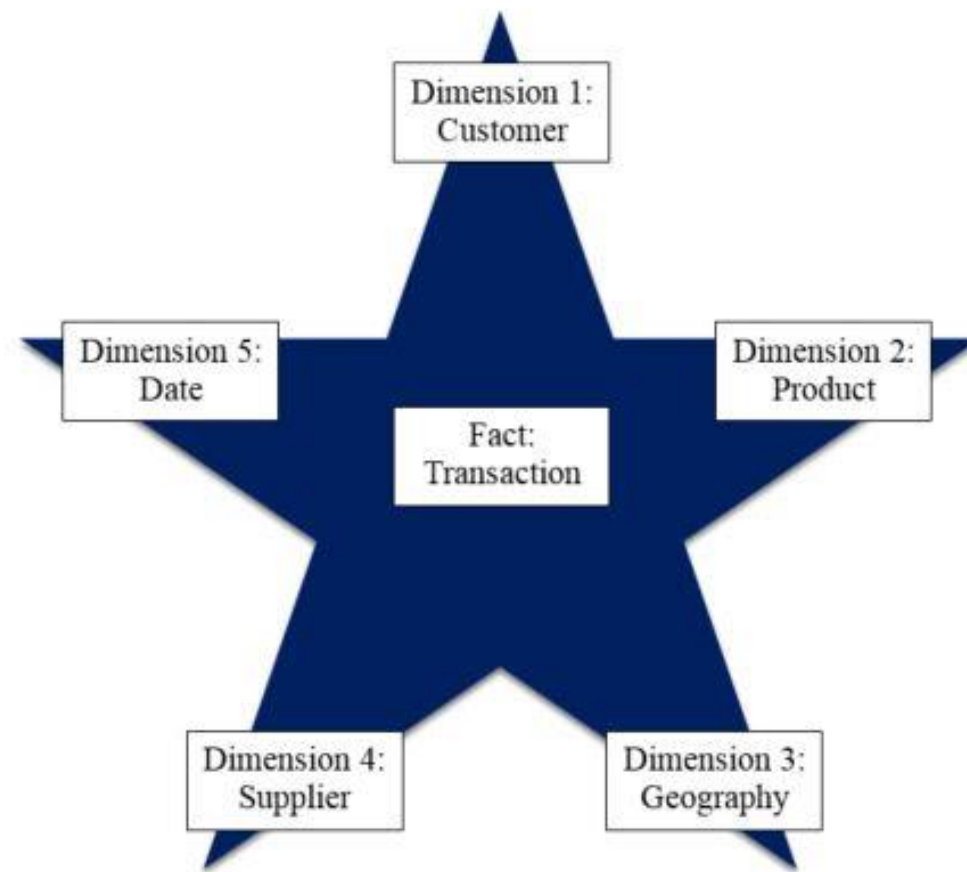 Dimension 1:
Customer
Dimension 5:
Date
Dimension 2:
Product
Fact:
Transaction
Dimension 4:
Supplier
Dimension 3:
Geography